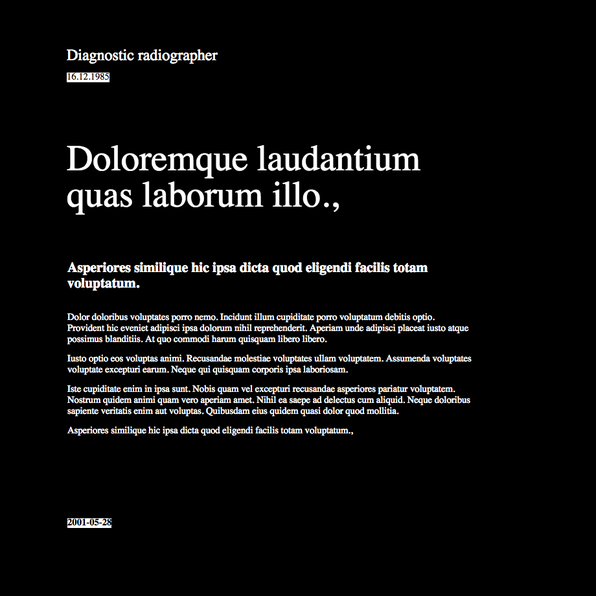 Diagnostic radiographer
16.12.1985
Doloremque laudantium
quas laborum illo.,
Asperiores similique hic ipsa dicta quod eligendi facilis totam
voluptatum.
Dolor doloribus voluptates porro nemo. Incidunt illum cupiditate porro voluptatum debitis optio.
Provident hic eveniet adipisci ipsa dolorum nihil reprehenderit. Aperiam unde adipisci placeat iusto atque
possimus blanditiis. At quo commodi harum quisquam libero libero.
Iusto optio eos voluptas animi. Recusandae molestiae voluptates ullam voluptatem. Assumenda voluptates
voluptate excepturi earum. Neque qui quisquam corporis ipsa laboriosam.
Iste cupiditate enim in ipsa sunt. Nobis quam vel excepturi recusandae asperiores pariatur voluptatem.
Nostrum quidem animi quam vero aperiam amet. Nihil ea saepe ad delectus cum aliquid. Neque doloribus
sapiente veritatis enim aut voluptas. Quibusdam eius quidem quasi dolor quod mollitia.
Asperiores similique hic ipsa dicta quod eligendi facilis totam voluptatum.,
2001-05-28